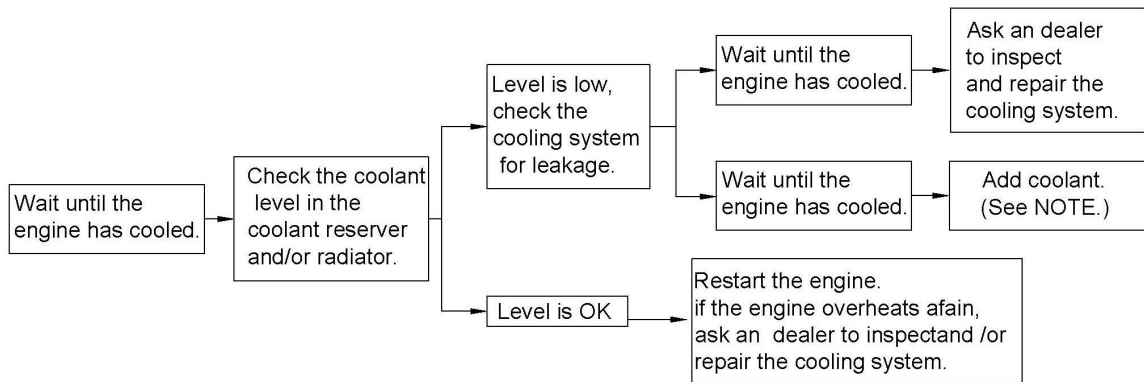 Wait until the
engine has cooled.
Check the coolant
level in the
coolant reserver
and/or radiator.
Level is low,
check the
cooling system
for leakage.
Wait until the
engine has cooled.
Ask an dealer
to inspect
and repair the
cooling system.
Wait until the
engine has cooled.
Add coolant.
(See NOTE.)
Level is OK
Restart the engine.
if the engine overheats afain,
ask an dealer to inspectand /or
repair the cooling system.